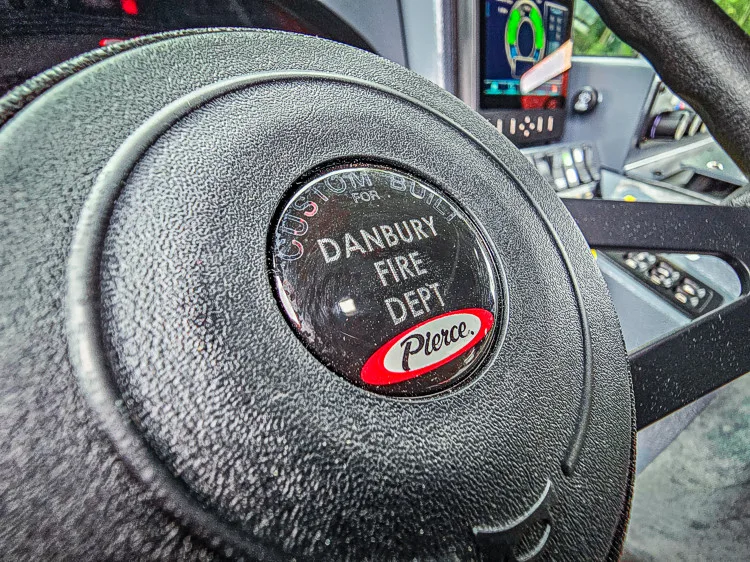 CUSTOM BUILT
FOR
DANBURY
FIRE
DEPT
Pierce.